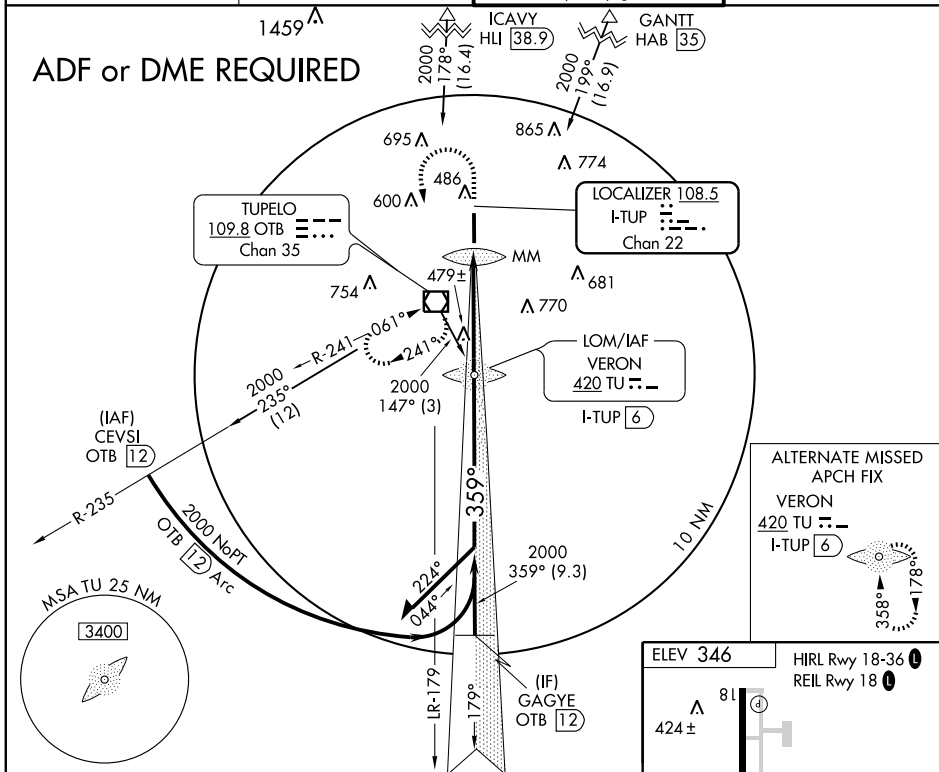 1459
ICAVY
HLI 38.9
GANTT
HAB 35
ADF or DME REQUIRED
2000
178°
(16.4)
2000
199°
(16.9)
695
865
774
600
486
TUPELO
109.8 OTB
Chan 35
LOCALIZER 108.5
I-TUP
Chan 22
MM
754
479±
681
770
061°
R-241
241°
2000
235°
(12)
2000
147° (3)
LOM/IAF
VERON
420 TU
I-TUP 6
(IAF)
CEVSI
OTB 12
R-235
2000 NoPT
OTB 12 Arc
359°
10 NM
ALTERNATE MISSED
APCH FIX
VERON
420 TU
I-TUP 6
358°
178°
224°
044°
2000
359° (9.3)
MSA TU 25 NM
3400
LR-179
179°
(IF)
GAGYE
OTB 12
ELEV 346
HIRL Rwy 18-36 L
REIL Rwy 18 L
18
P
424±